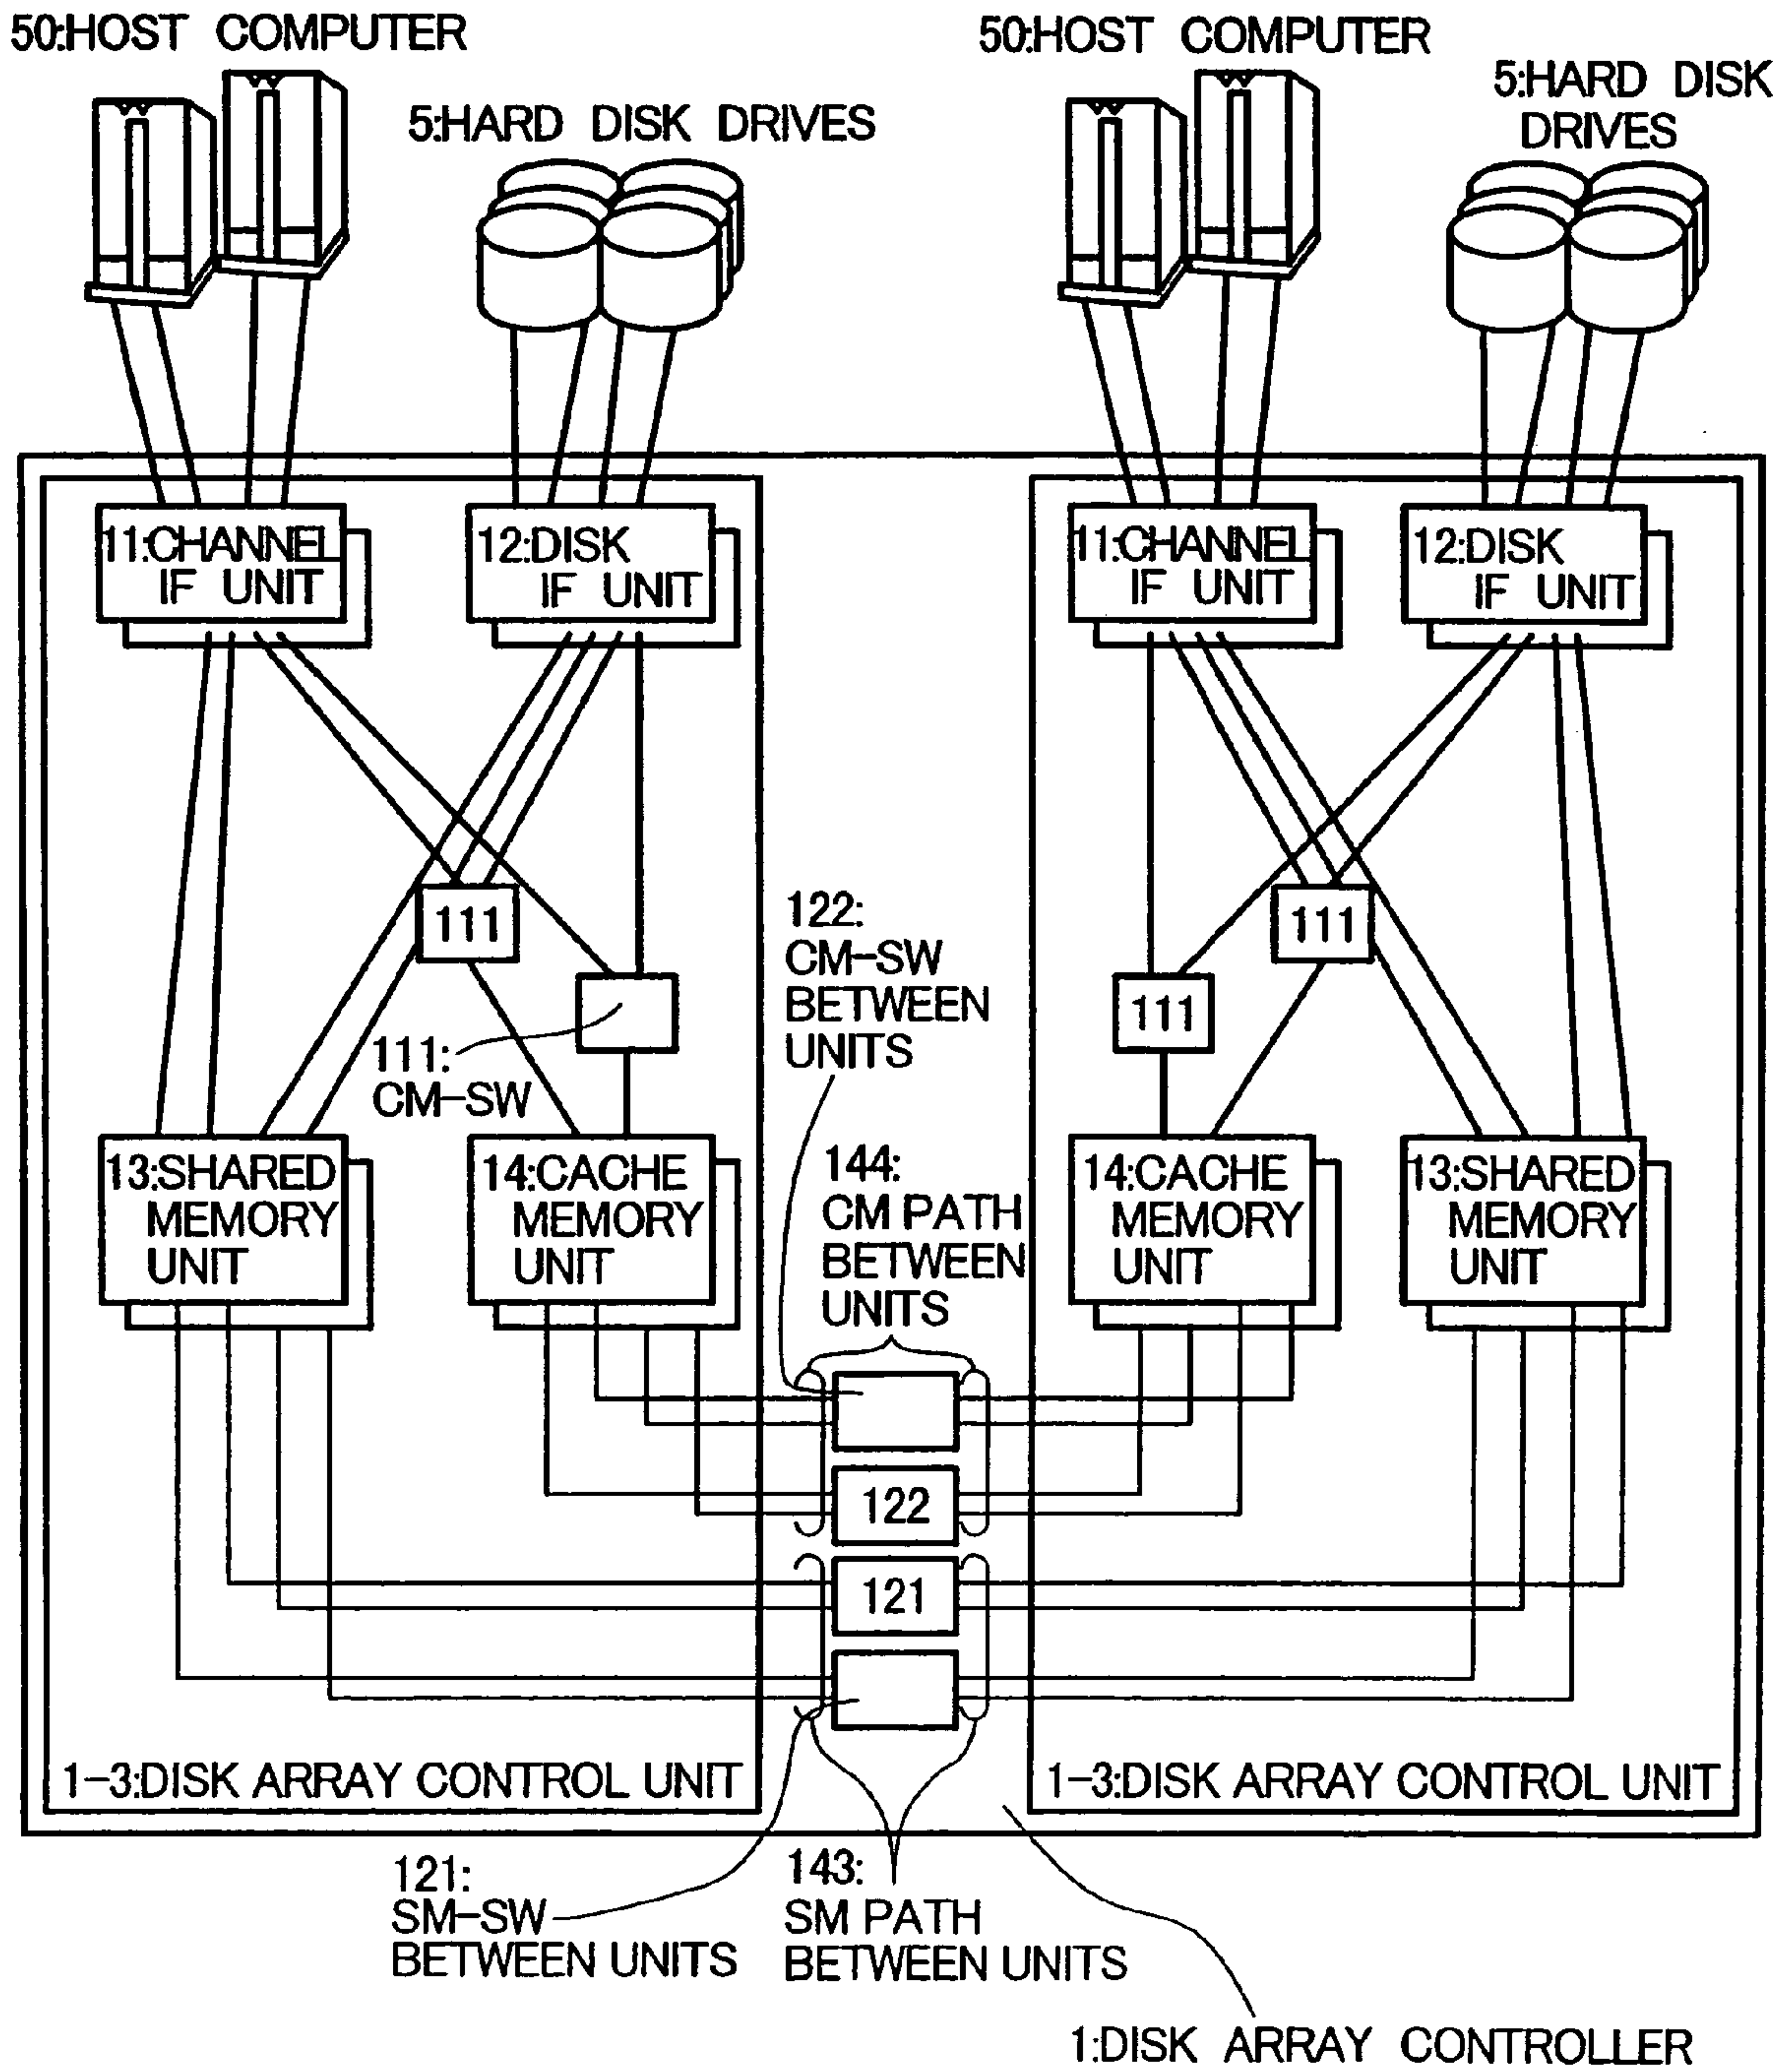 50:HOST COMPUTER
50:HOST COMPUTER
5:HARD DISK DRIVES
5:HARD DISK
DRIVES
11:CHANNEL
IF UNIT
12:DISK
IF UNIT
11:CHANNEL
IF UNIT
12:DISK
IF UNIT
111
111
122:
CM-SW
BETWEEN
UNITS
111
111:
CM-SW
13:SHARED
MEMORY
UNIT
14:CACHE
MEMORY
UNIT
144:
CM PATH
BETWEEN
UNITS
14:CACHE
MEMORY
UNIT
13:SHARED
MEMORY
UNIT
122
121
1-3:DISK ARRAY CONTROL UNIT
1-3:DISK ARRAY CONTROL UNIT
121:
SM-SW
BETWEEN UNITS
143:
SM PATH
BETWEEN UNITS
1:DISK ARRAY CONTROLLER